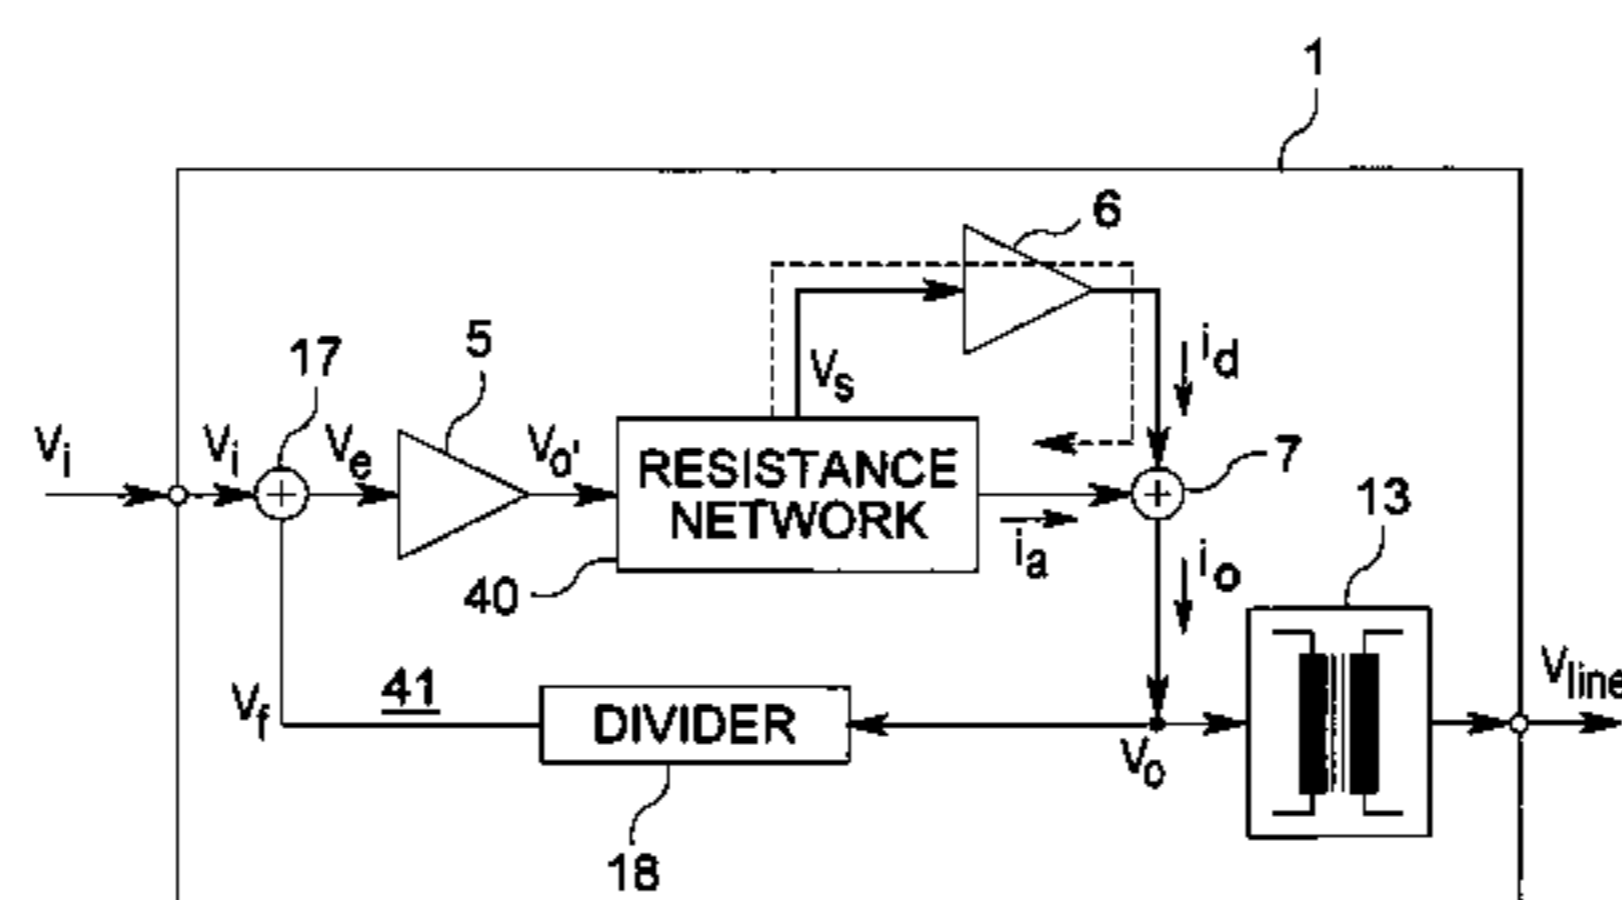 1
6
5
17
Vs
id
Vi
Vi
Ve
Vo'
RESISTANCE
NETWORK
7
13
ia
io
40
Vf
41
DIVIDER
Vo
Vline
18